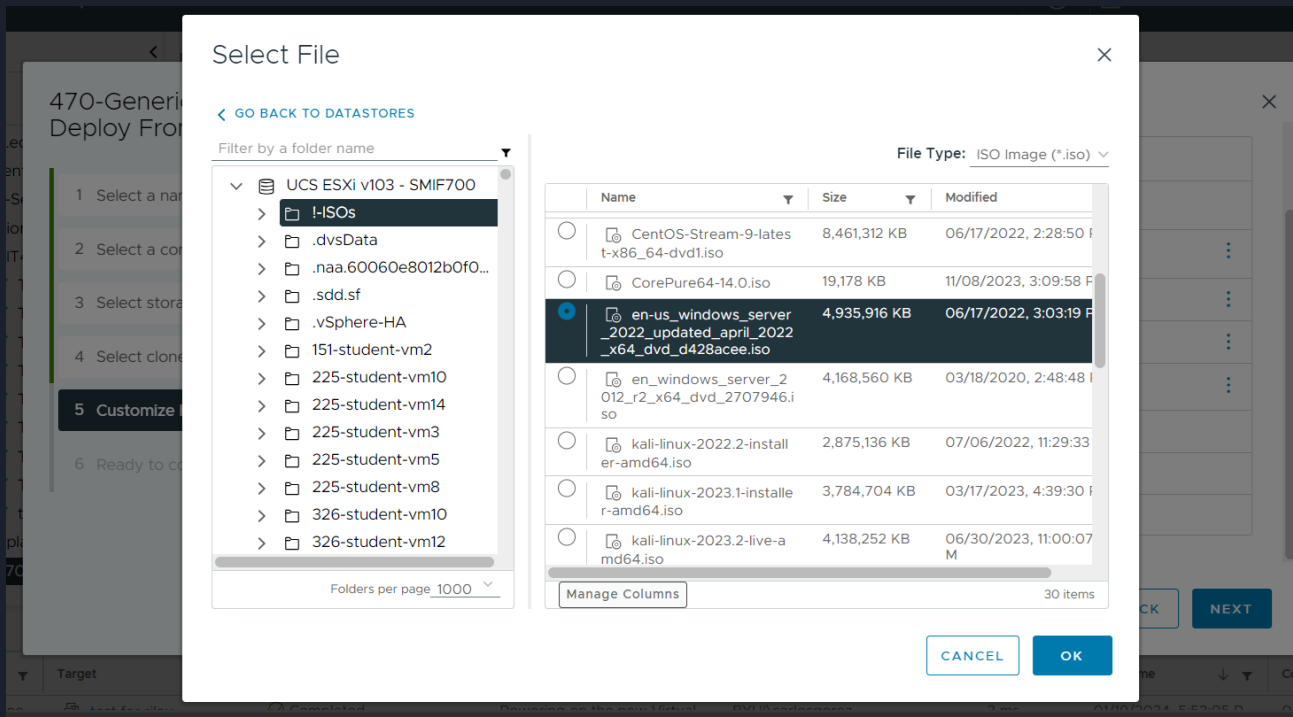 Select File
GO BACK TO DATASTORES
Filter by a folder name
UCS ESXi v103 - SMIF700
!-ISOs
.dvsData
.naa.60060e8012b0f0...
.sdd.sf
.vSphere-HA
151-student-vm2
225-student-vm10
225-student-vm14
225-student-vm3
225-student-vm5
225-student-vm8
326-student-vm10
326-student-vm12
Folders per page 1000
File Type: ISO Image (*.iso)
Name Size Modified
CentOS-Stream-9-lates 8,461,312 KB 06/17/2022, 2:28:50
t-x86_64-dvd1.iso
CorePure64-14.0.iso 19,178 KB 11/08/2023, 3:09:58
en-us_windows_server 4,935,916 KB 06/17/2022, 3:03:19
_2022_updated_april_2022
_x64_dvd_d428acee.iso
en_windows_server_2 4,168,560 KB 03/18/2020, 2:48:48
012_r2_x64_dvd_2707946.i
so
kali-linux-2022.2-install 2,875,136 KB 07/06/2022, 11:29:33
er-amd64.iso
kali-linux-2023.1-installe 3,784,704 KB 03/17/2023, 4:39:30
r-amd64.iso
kali-linux-2023.2-live-a 4,138,252 KB 06/30/2023, 11:00:07
md64.iso M
Manage Columns 30 items
CANCEL OK
470-Generi
Deploy Fro
1 Select a na
2 Select a co
3 Select stora
4 Select clone
5 Customize
6 Ready to co
CK NEXT
Target
Completed